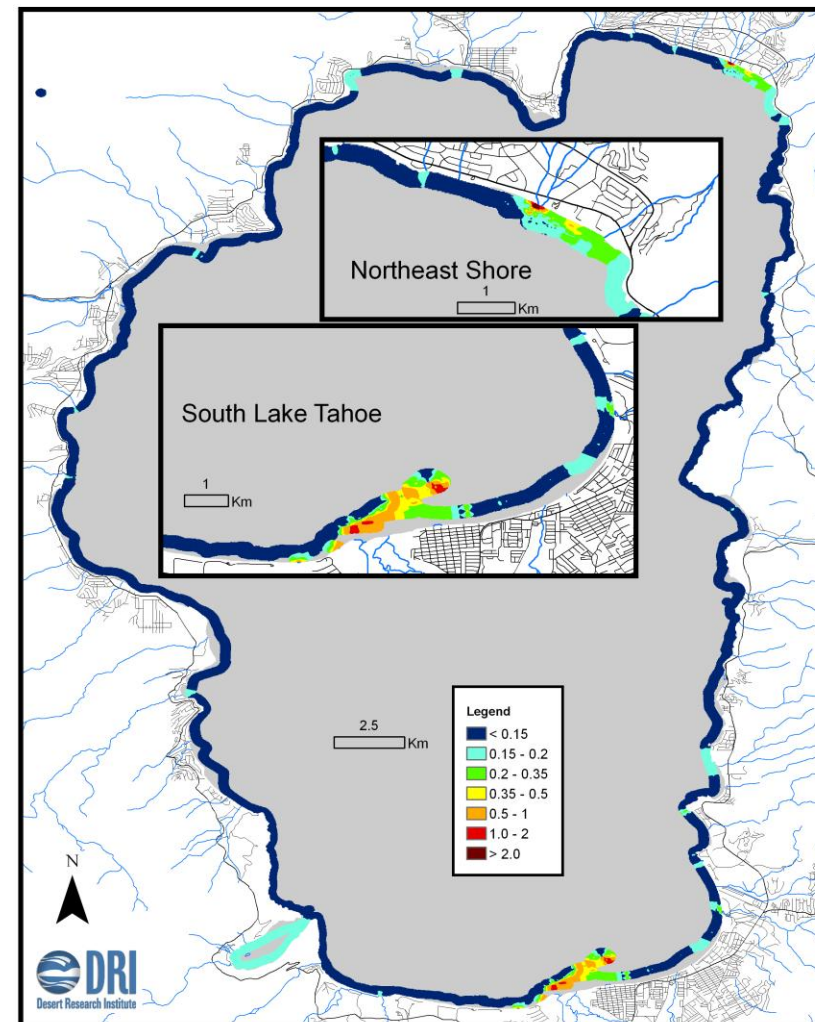 Northeast Shore
1
Km
South Lake Tahoe
1
Km
2.5
Km
Legend
< 0.15
0.15 - 0.2
0.2 - 0.35
0.35 - 0.5
0.5 - 1
1.0 - 2
> 2.0
N
DRI
Desert Research Institute